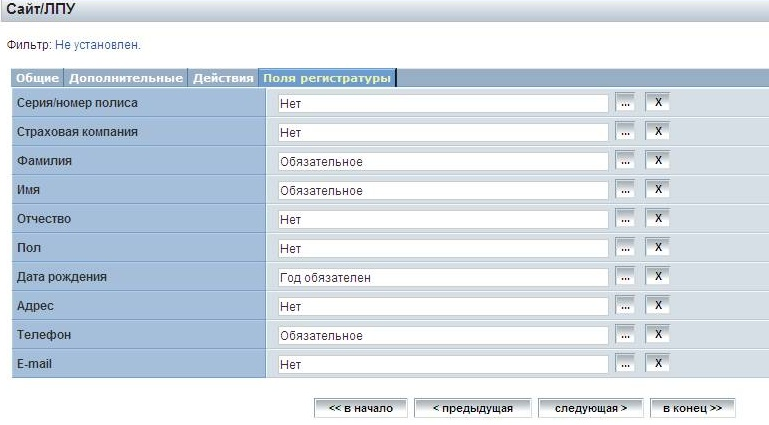 Сайт/ЛПУ
Фильтр: Не установлен.
Общие Дополнительные Действия Поля регистратуры
Серия/номер полиса Нет ... X
Страховая компания Нет ... X
Фамилия Обязательное ... X
Имя Обязательное ... X
Отчество Нет ... X
Пол Нет ... X
Дата рождения Год обязателен ... X
Адрес Нет ... X
Телефон Обязательное ... X
E-mail Нет ... X
<< в начало < предыдущая следующая > в конец >>